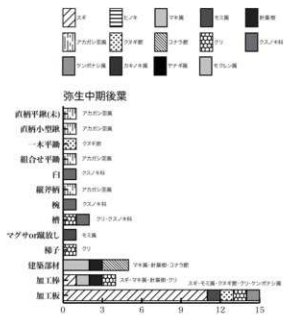 スギ ヒノキ マキ属 モミ属 針葉樹
アカガシ亜属 クヌギ節 コナラ節 クリ クスノキ科
ケンポナシ属 カキノキ属 ヤナギ属 モクレン属
弥生中期後葉
直柄平鍬(未) アカガシ亜属
直柄小型鍬 アカガシ亜属
一木平鋤 クヌギ節
組合せ平鋤 アカガシ亜属
臼 クスノキ科
縦斧柄 アカガシ亜属
椀 クスノキ科
槽 クリ・クスノキ科
マグサor蹴放し モミ属
梯子 クリ
建築部材 マキ属・針葉樹・コナラ節
加工棒 スギ・マキ属・針葉樹・クリ
スギ・モミ属・クヌギ節・クリ・ケンポナシ属
加工板
0 3 6 9 12 15